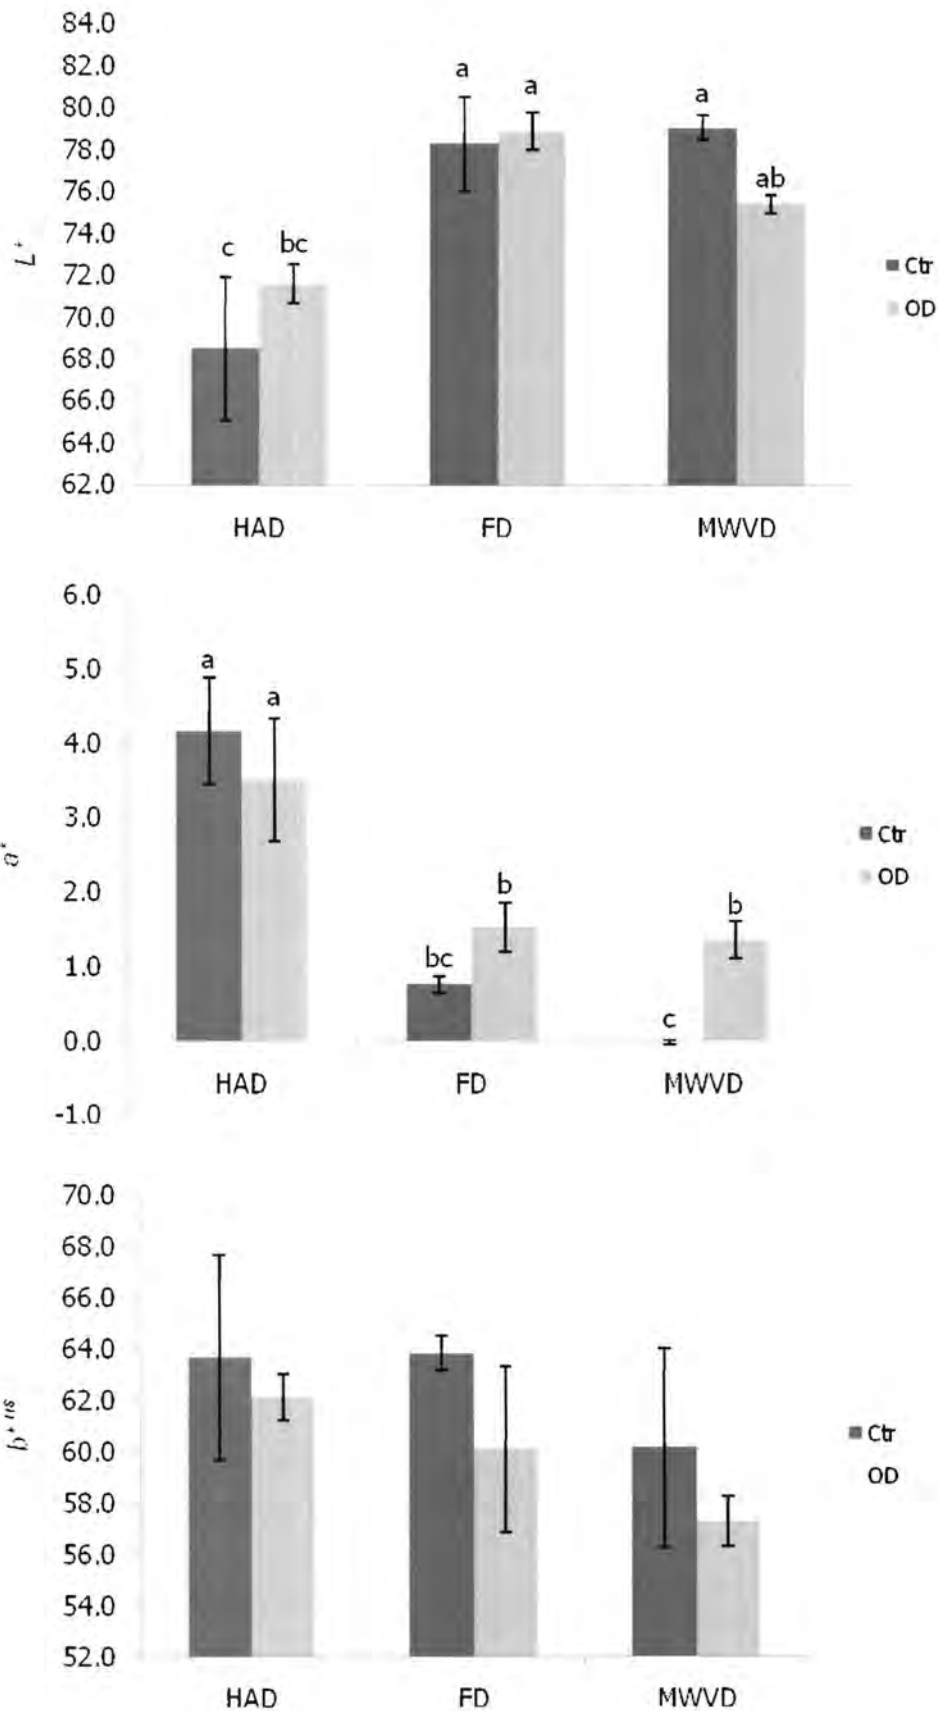 84.0
82.0
80.0
78.0
76.0
74.0
72.0
70.0
68.0
66.0
64.0
62.0
L*
c
bc
a
a
a
ab
Ctr
OD
HAD
FD
MWVD
6.0
5.0
4.0
3.0
2.0
1.0
0.0
-1.0
a*
a
a
bc
b
c
b
Ctr
OD
HAD
FD
MWVD
70.0
68.0
66.0
64.0
62.0
60.0
58.0
56.0
54.0
52.0
b* ns
Ctr
OD
HAD
FD
MWVD